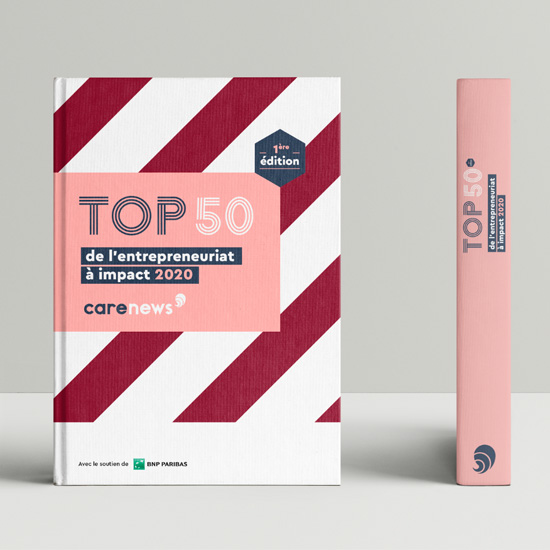 1ère
édition
TOP 50
de l'entrepreneuriat
à impact 2020
carenews
Avec le soutien de BNP PARIBAS
TOP 50
de l'entrepreneuriat
à impact 2020